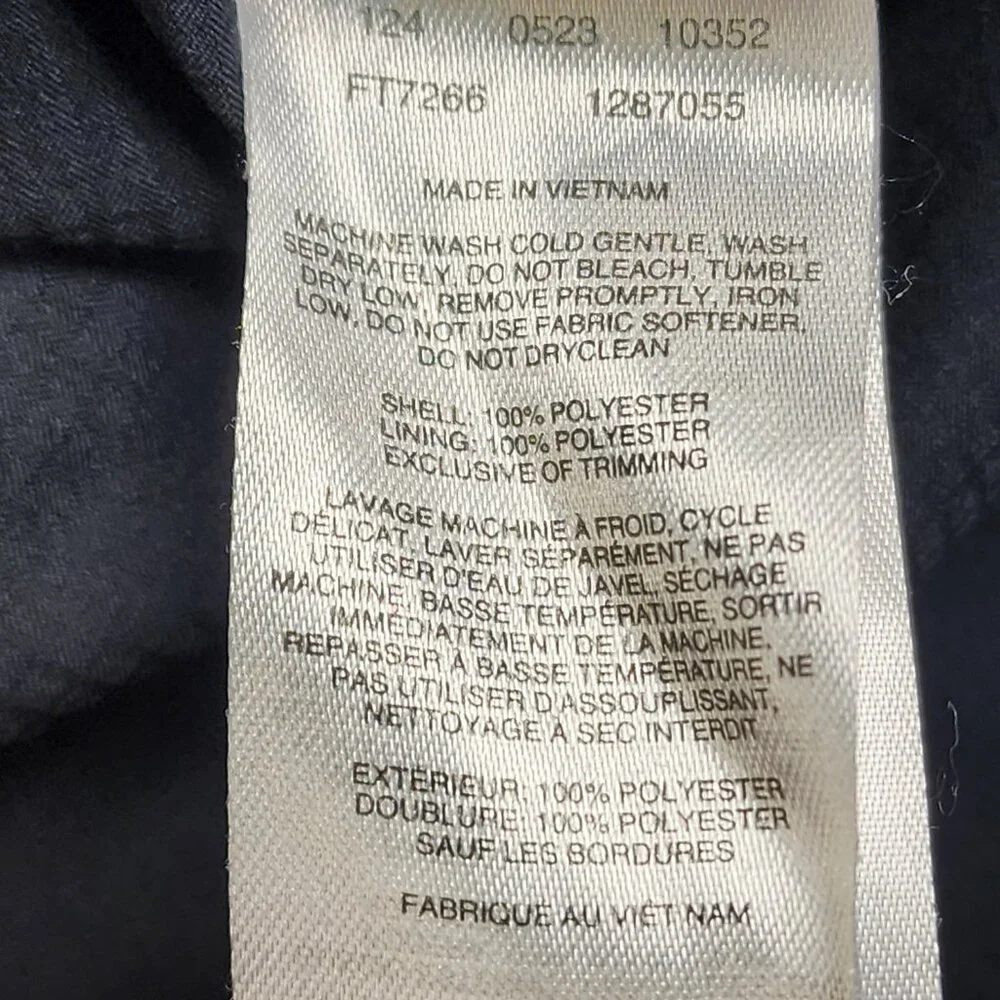 124 0523 10352
FT7266 1287055
MADE IN VIETNAM
MACHINE WASH COLD GENTLE, WASH
SEPARATELY, DO NOT BLEACH, TUMBLE
DRY LOW, REMOVE PROMPTLY, IRON
LOW, DO NOT USE FABRIC SOFTENER,
DO NOT DRYCLEAN
SHELL: 100% POLYESTER
LINING: 100% POLYESTER
EXCLUSIVE OF TRIMMING
LAVAGE MACHINE À FROID, CYCLE
DÉLICAT, LAVER SÉPARÉMENT, NE PAS
UTILISER D'EAU DE JAVEL, SÉCHAGE
MACHINE, BASSE TEMPÉRATURE, SORTIR
IMMÉDIATEMENT DE LA MACHINE,
REPASSER À BASSE TEMPÉRATURE, NE
PAS UTILISER D'ASSOUPLISSANT,
NETTOYAGE À SEC INTERDIT
EXTERIEUR: 100% POLYESTER
DOUBLURE: 100% POLYESTER
SAUF LES BORDURES
FABRIQUE AU VIET NAM